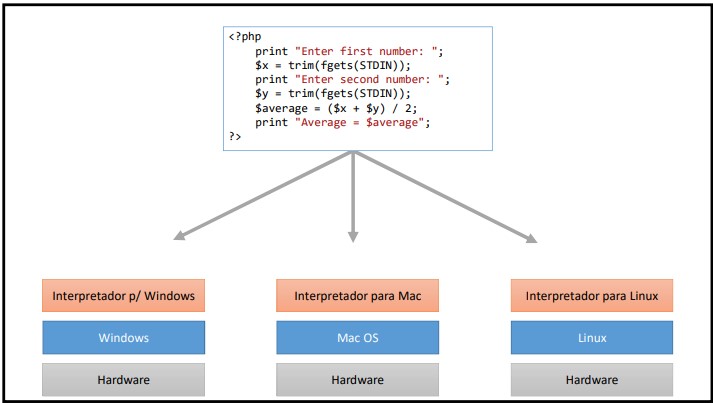 <?php
    print "Enter first number: ";
    $x = trim(fgets(STDIN));
    print "Enter second number: ";
    $y = trim(fgets(STDIN));
    $average = ($x + $y) / 2;
    print "Average = $average";
?>
Interpretador p/ Windows
Interpretador para Mac
Interpretador para Linux
Windows
Mac OS
Linux
Hardware
Hardware
Hardware